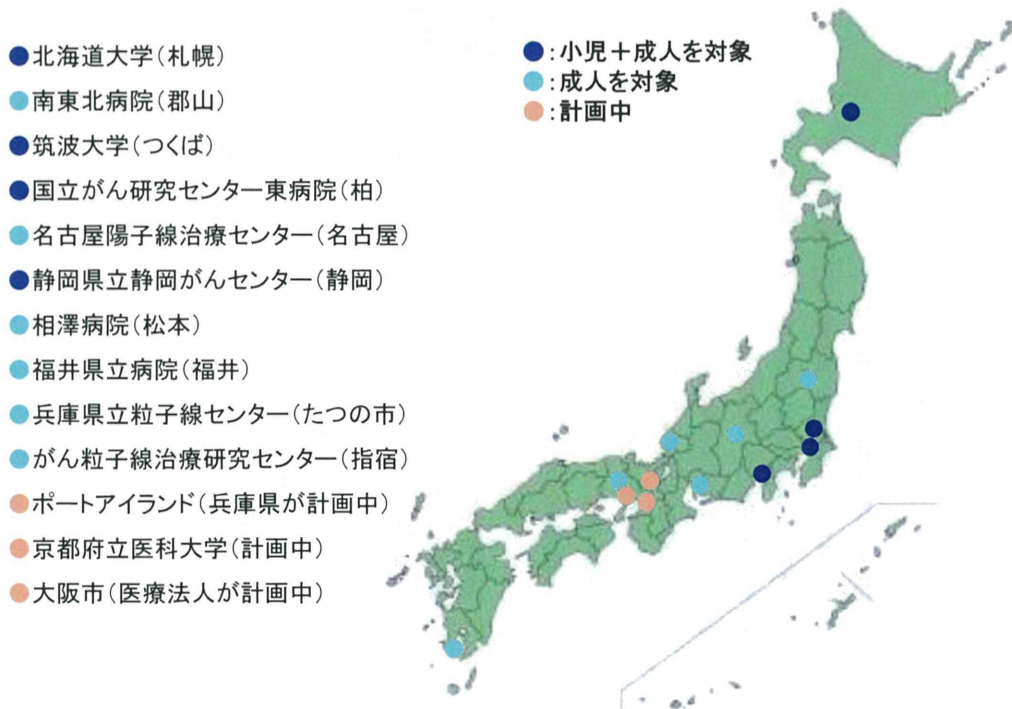 ●北海道大学(札幌)
●南東北病院(郡山)
●筑波大学(つくば)
●国立がん研究センター東病院(柏)
●名古屋陽子線治療センター(名古屋)
●静岡県立静岡がんセンター(静岡)
●相澤病院(松本)
●福井県立病院(福井)
●兵庫県立粒子線センター(たつの市)
●がん粒子線治療研究センター(指宿)
●ポートアイランド(兵庫県が計画中)
●京都府立医科大学(計画中)
●大阪市(医療法人が計画中)
●:小児+成人を対象
●:成人を対象
●:計画中